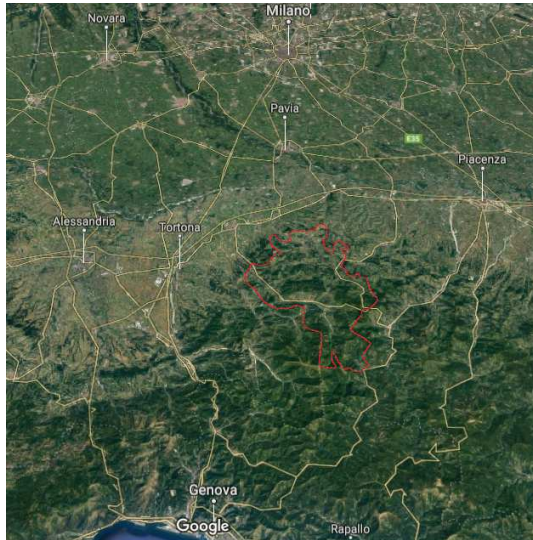 Novara
Milano
Pavia
E35
Piacenza
Alessandria
Tortona
Genova
Google
Rapallo